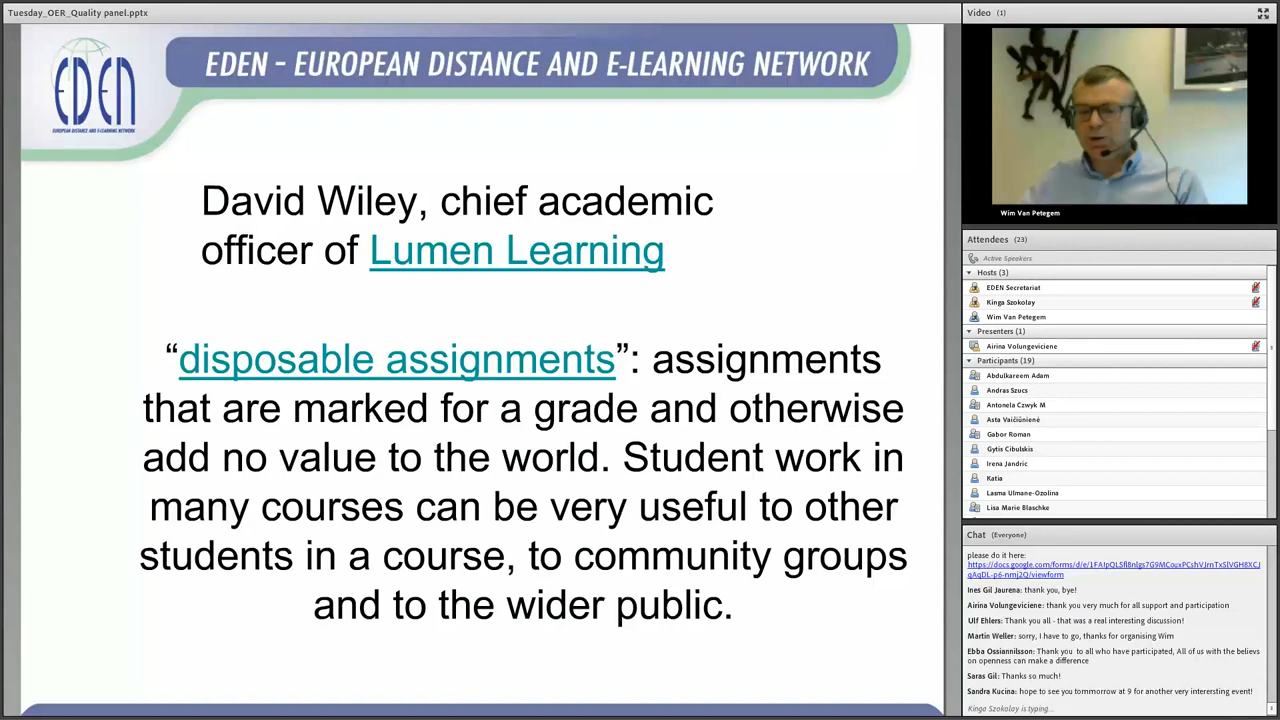 Tuesday_OER_Quality panel.pptx
EDEN
EUROPEAN DISTANCE AND E-LEARNING NETWORK
EDEN – EUROPEAN DISTANCE AND E-LEARNING NETWORK
David Wiley, chief academic
officer of Lumen Learning
“disposable assignments”: assignments
that are marked for a grade and otherwise
add no value to the world. Student work in
many courses can be very useful to other
students in a course, to community groups
and to the wider public.
Video (1)
Wim Van Petegem
Attendees (23)
Active Speakers
Hosts (3)
EDEN Secretariat
Kinga Szokolay
Wim Van Petegem
Presenters (1)
Airina Volungeviciene
Participants (19)
Abdulkareem Adam
Andras Szucs
Antonela Czwyk M
Asta Vaičiūnienė
Gabor Roman
Gytis Cibulskis
Irena Jandric
Katia
Lasma Ulmane-Ozolina
Lisa Marie Blaschke
Chat (Everyone)
please do it here:
Ines Gil Jaurena: thank you, bye!
Airina Volungeviciene: thank you very much for all support and participation
Ulf Ehlers: Thank you all - that was a real interesting discussion!
Martin Weller: sorry, I have to go, thanks for organising Wim
Ebba Ossiannilsson: Thank you to all who have participated, All of us with the believs
on openness can make a difference
Saras Gil: Thanks so much!
Sandra Kucina: hope to see you tommorrow at 9 for another very interersting event!
Kinga Szokolay is typing...